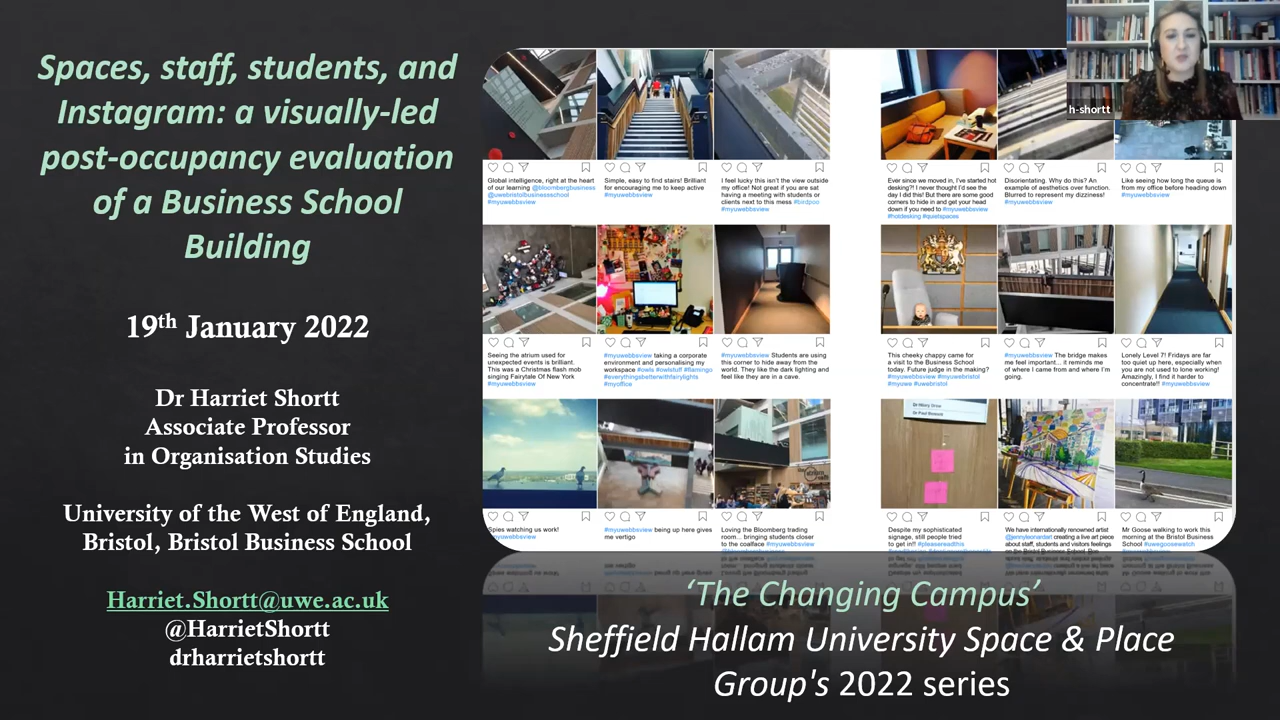 Spaces, staff, students, and
Instagram: a visually-led
post-occupancy evaluation
of a Business School
Building
19th January 2022
Dr Harriet Shortt
Associate Professor
in Organisation Studies
University of the West of England,
Bristol, Bristol Business School
Harriet.Shortt@uwe.ac.uk
@HarrietShortt
drharrietshortt
h-shortt
Global intelligence, right at the heart
of our learning @bloombergbusiness
@uwebristolbusinessschool
#myuwebbsview
Simple, easy to find stairs! Brilliant
for encouraging me to keep active
#myuwebbsview
I feel lucky this isn't the view outside
my office! Not great if you are sat
having a meeting with students or
clients next to this mess #birdpoo
#myuwebbsview
Ever since we moved in, I've started hot
desking?! I never thought I'd see the
day I did this! But there are some good
corners to hide in and get your head
down if you need to #myuwebbsview
#hotdesking #quietspaces
Disorientating. Why do this? An
example of aesthetics over function.
Blurred to represent my dizziness!
#myuwebbsview
Like seeing how long the queue is
from my office before heading down
#myuwebbsview
Seeing the atrium used for
unexpected events is brilliant.
This was a Christmas flash mob
singing Fairytale Of New York
#myuwebbsview
#myuwebbsview taking a corporate
environment and personalising my
workspace #owls #owlstuff #flamingo
#everythingsbetterwithfairylights
#myoffice
#myuwebbsview Students are using
this corner to hide away from the
world. They like the dark lighting and
feel like they are in a cave.
This cheeky chappy came for
a visit to the Business School
today. Future judge in the making?
#myuwebbsview #myuwebristol
#myuwe #uwebristol
#myuwebbsview The bridge makes
me feel important... it reminds me
of where I came from and where I'm
going.
Lonely Level 7! Fridays are far
too quiet up here, especially when
you are not used to lone working!
Amazingly, I find it harder to
concentrate!! #myuwebbsview
Spies watching us work!
#myuwebbsview
#myuwebbsview being up here gives
me vertigo
Loving the Bloomberg trading
room... bringing students closer
to the coalface #myuwebbsview
Despite my sophisticated
signage, still people tried
to get in!! #pleasereadthis
We have internationally renowned artist
@jennyleonardart creating a live art piece
about staff, students and visitors feelings
Mr Goose walking to work this
morning at the Bristol Business
School! #uwegoosewatch
‘The Changing Campus’
Sheffield Hallam University Space & Place
Group's 2022 series